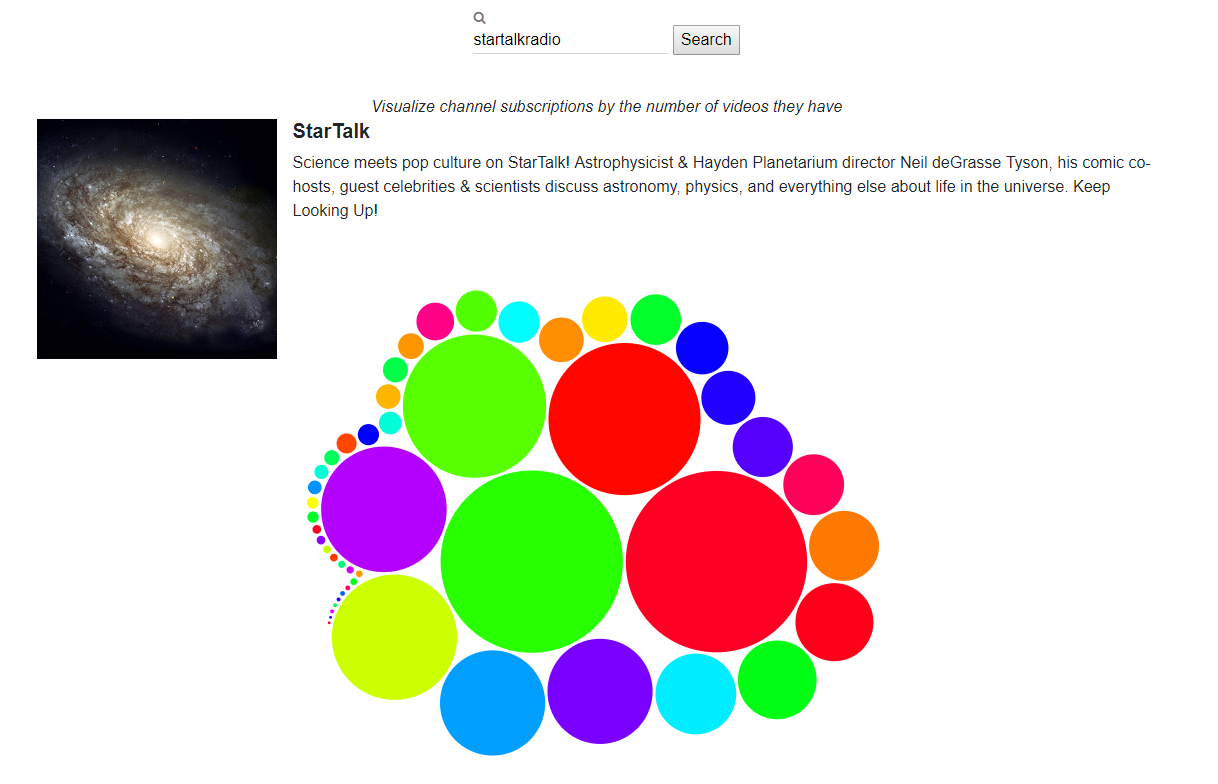 startalkradio Search
Visualize channel subscriptions by the number of videos they have
StarTalk
Science meets pop culture on StarTalk! Astrophysicist & Hayden Planetarium director Neil deGrasse Tyson, his comic co-
hosts, guest celebrities & scientists discuss astronomy, physics, and everything else about life in the universe. Keep
Looking Up!